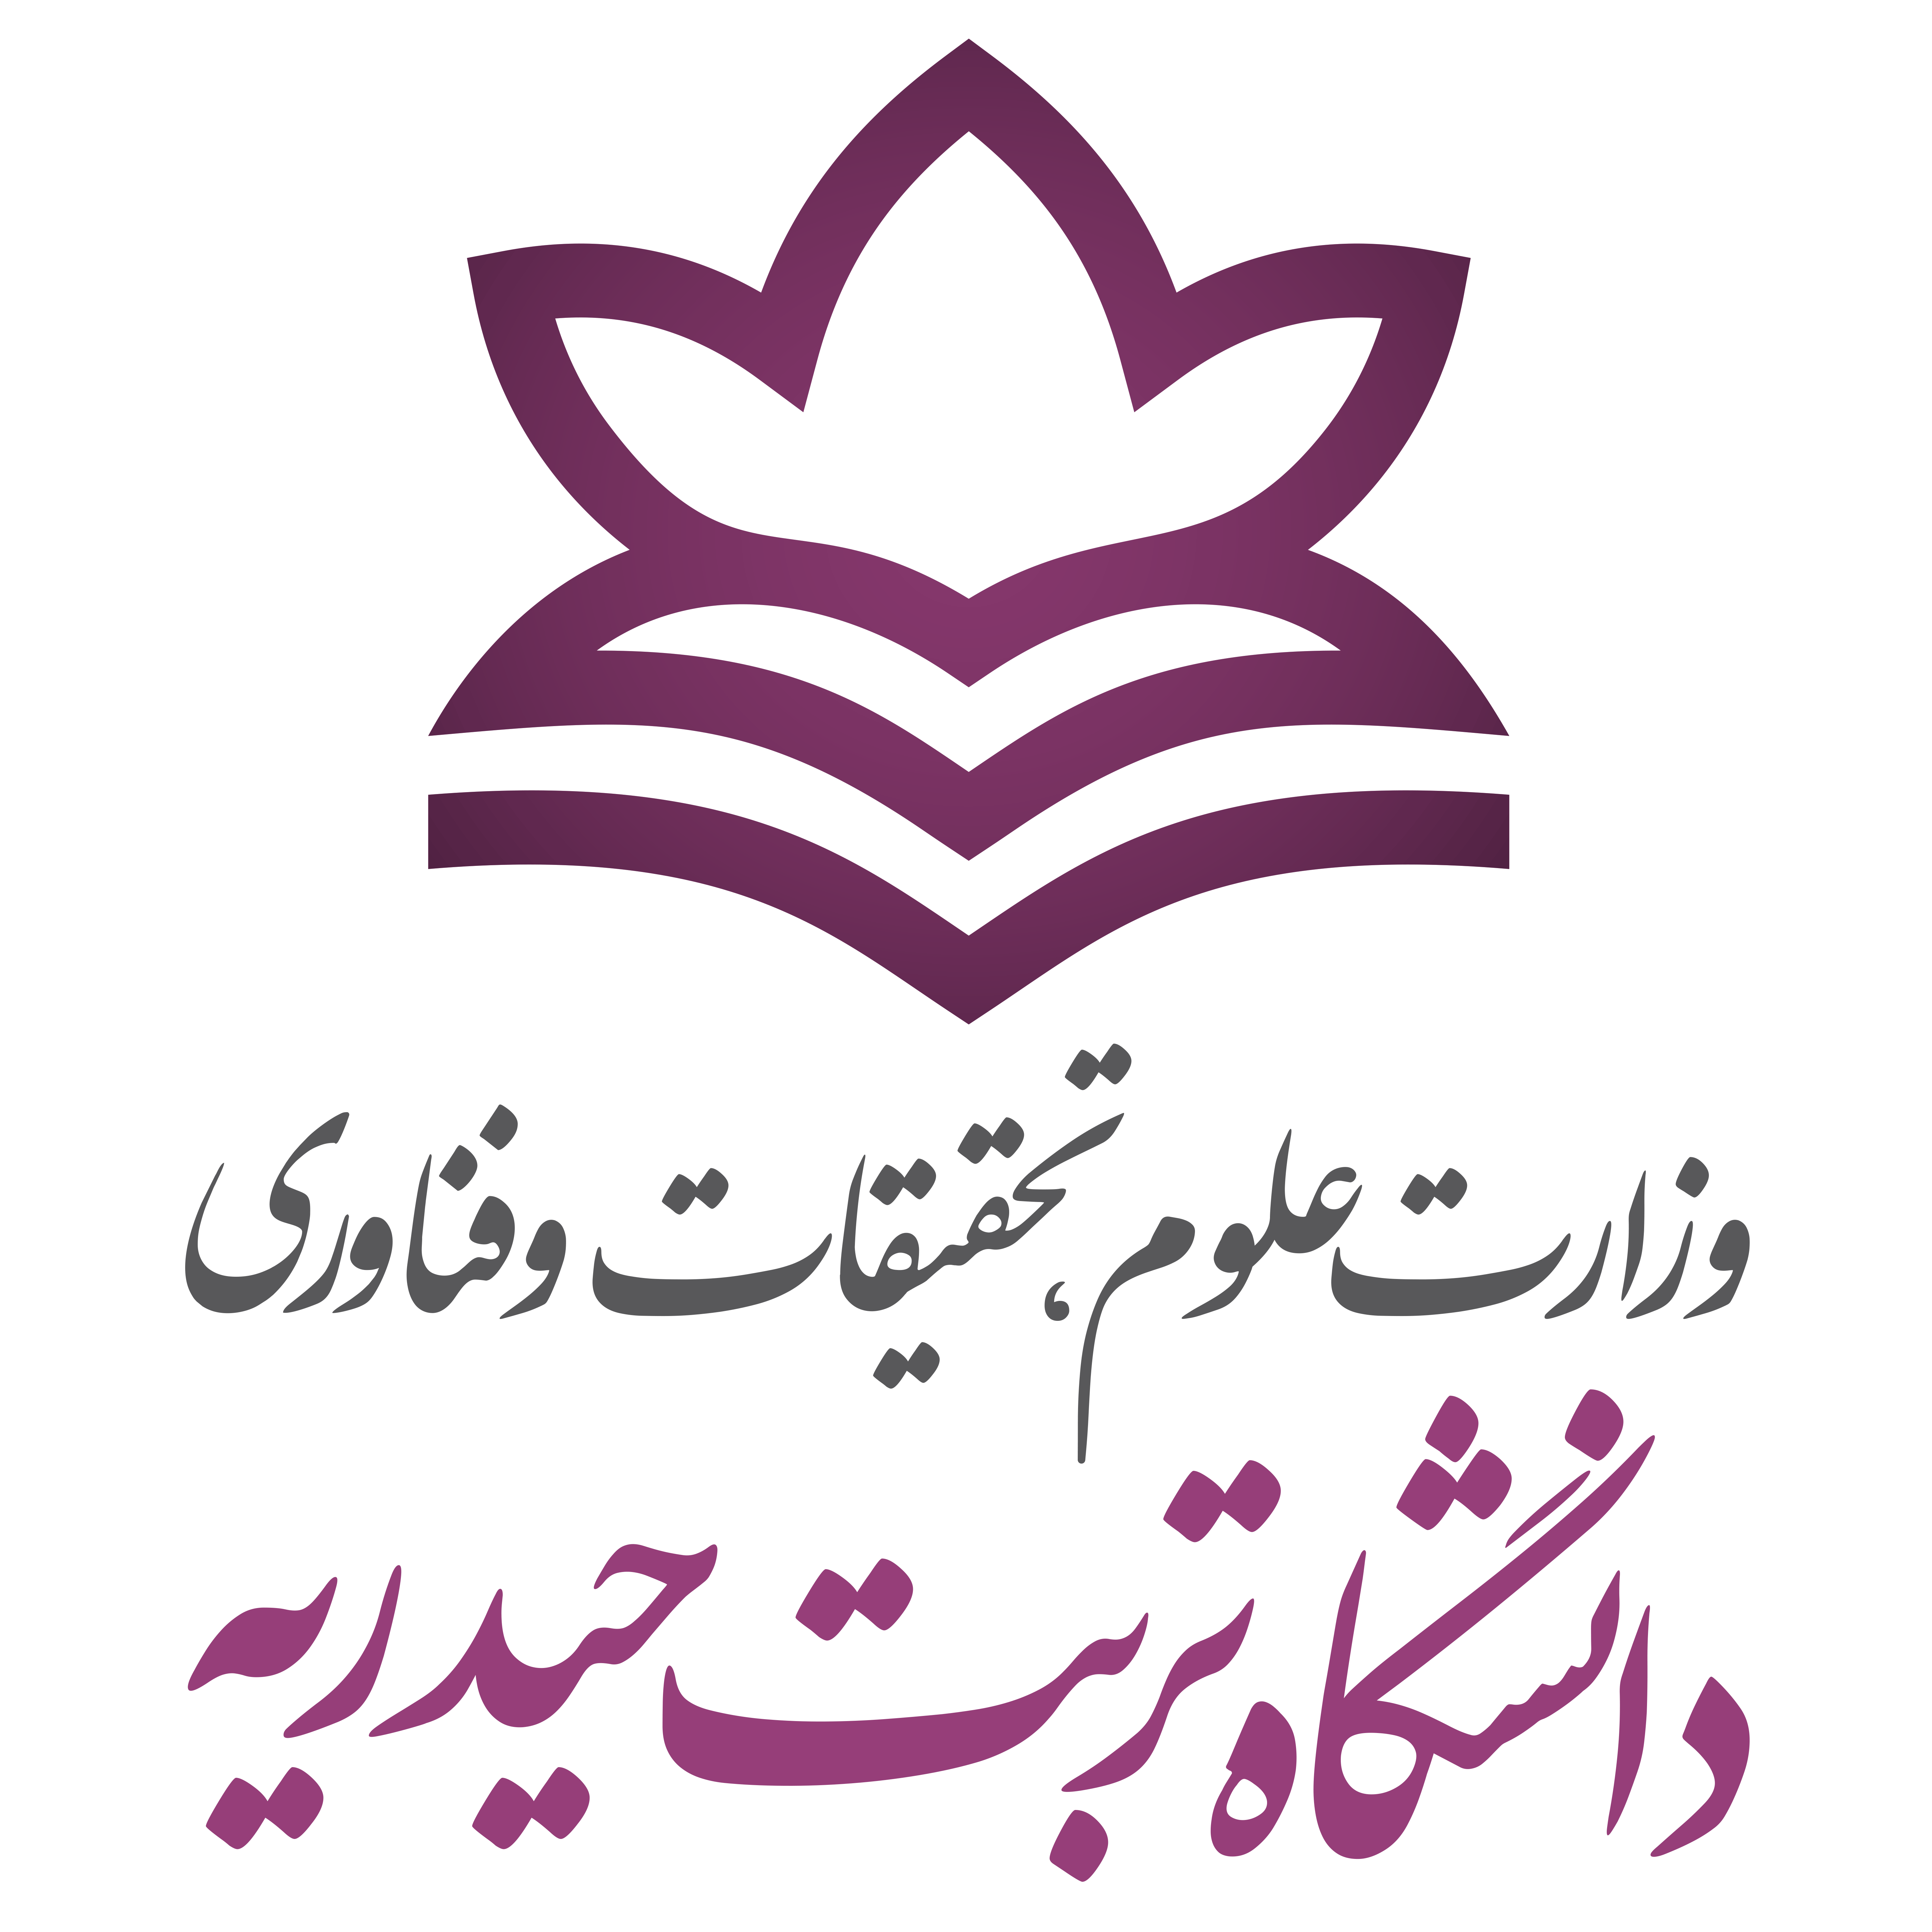 وزارت علوم، تحقیقات و فناوری
دانشگاه تربت حیدریه